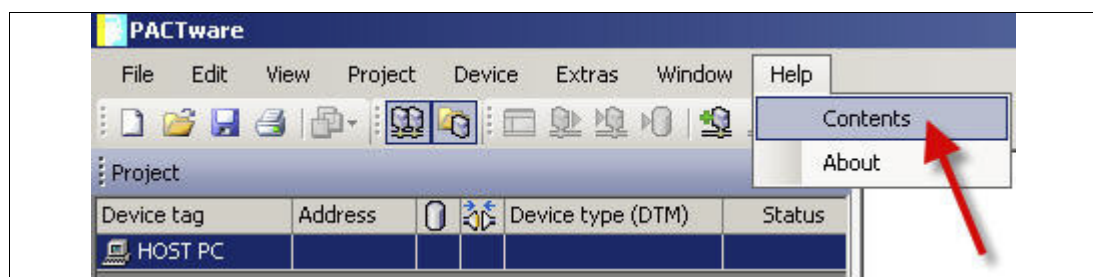 PACTware
File Edit View Project Device Extras Window Help
Contents
About
Project
Device tag Address Device type (DTM) Status
HOST PC